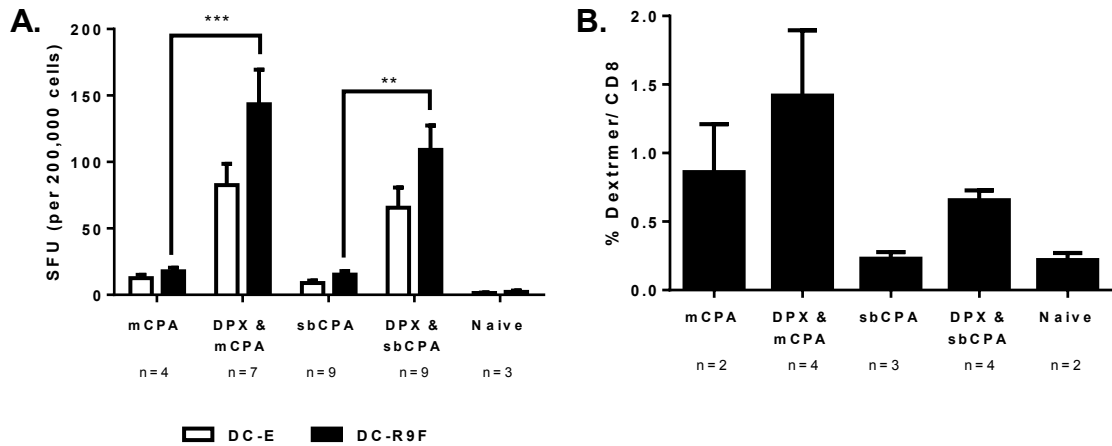 A.
SFU (per 200,000 cells)
200
150
100
50
0
***
**
mCPA
DPX &
mCPA
sbCPA
DPX &
sbCPA
Naive
n=4
n=7
n=9
n=9
n=3
DC-E
DC-R9F
B.
% Dextrmer/ CD8
2.0
1.5
1.0
0.5
0.0
mCPA
DPX &
mCPA
sbCPA
DPX &
sbCPA
Naive
n=2
n=4
n=3
n=4
n=2